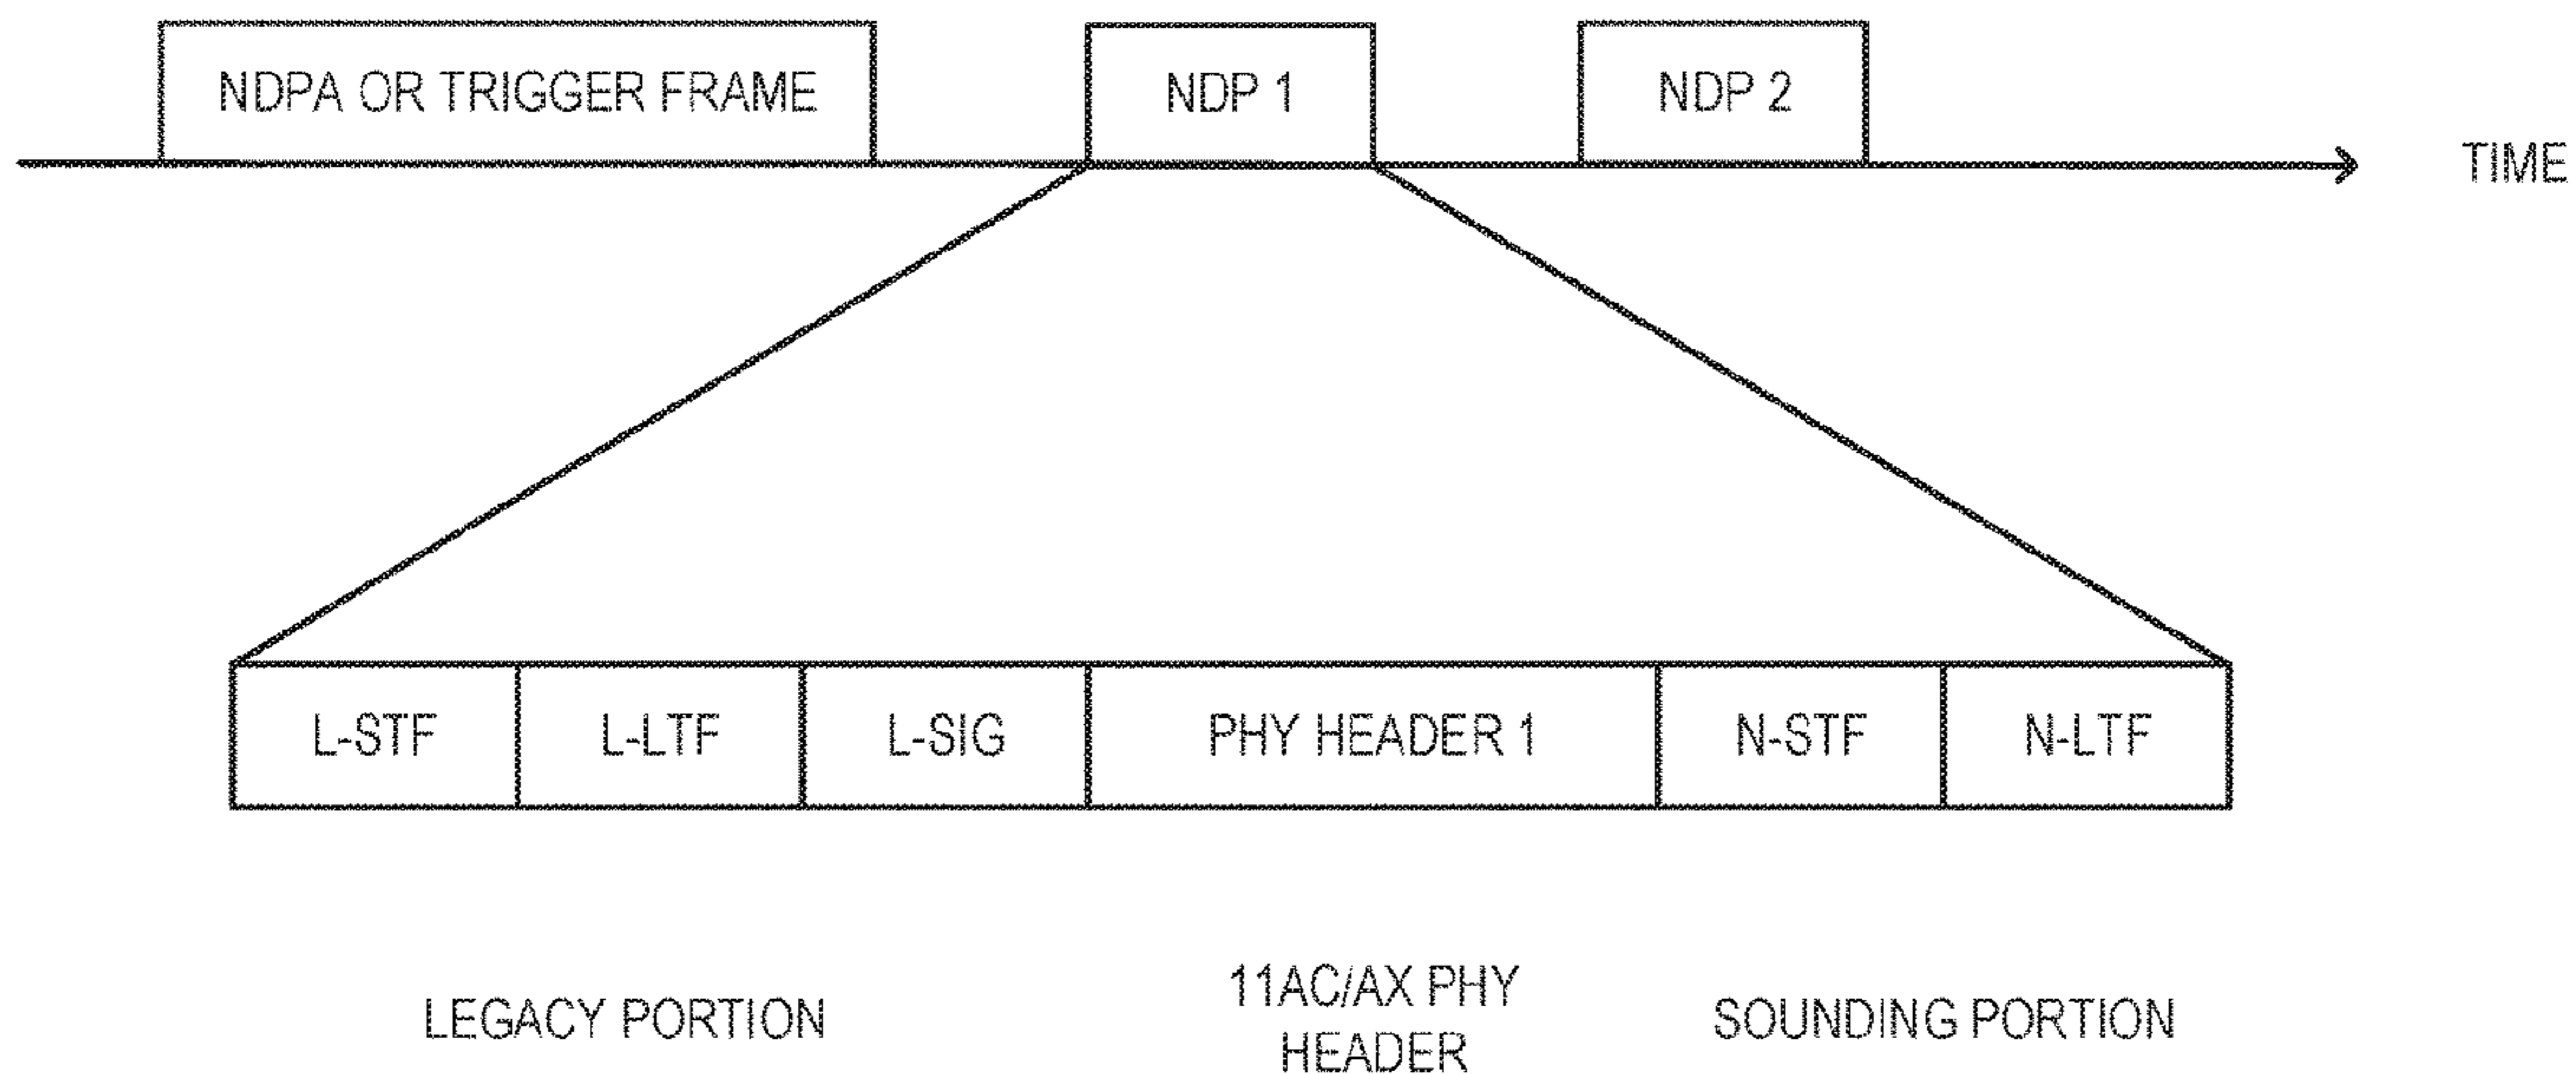 NDPA OR TRIGGER FRAME
NDP 1
NDP 2
TIME
L-STF
L-LTF
L-SIG
PHY HEADER 1
N-STF
N-LTF
LEGACY PORTION
11AC/AX PHY
HEADER
SOUNDING PORTION